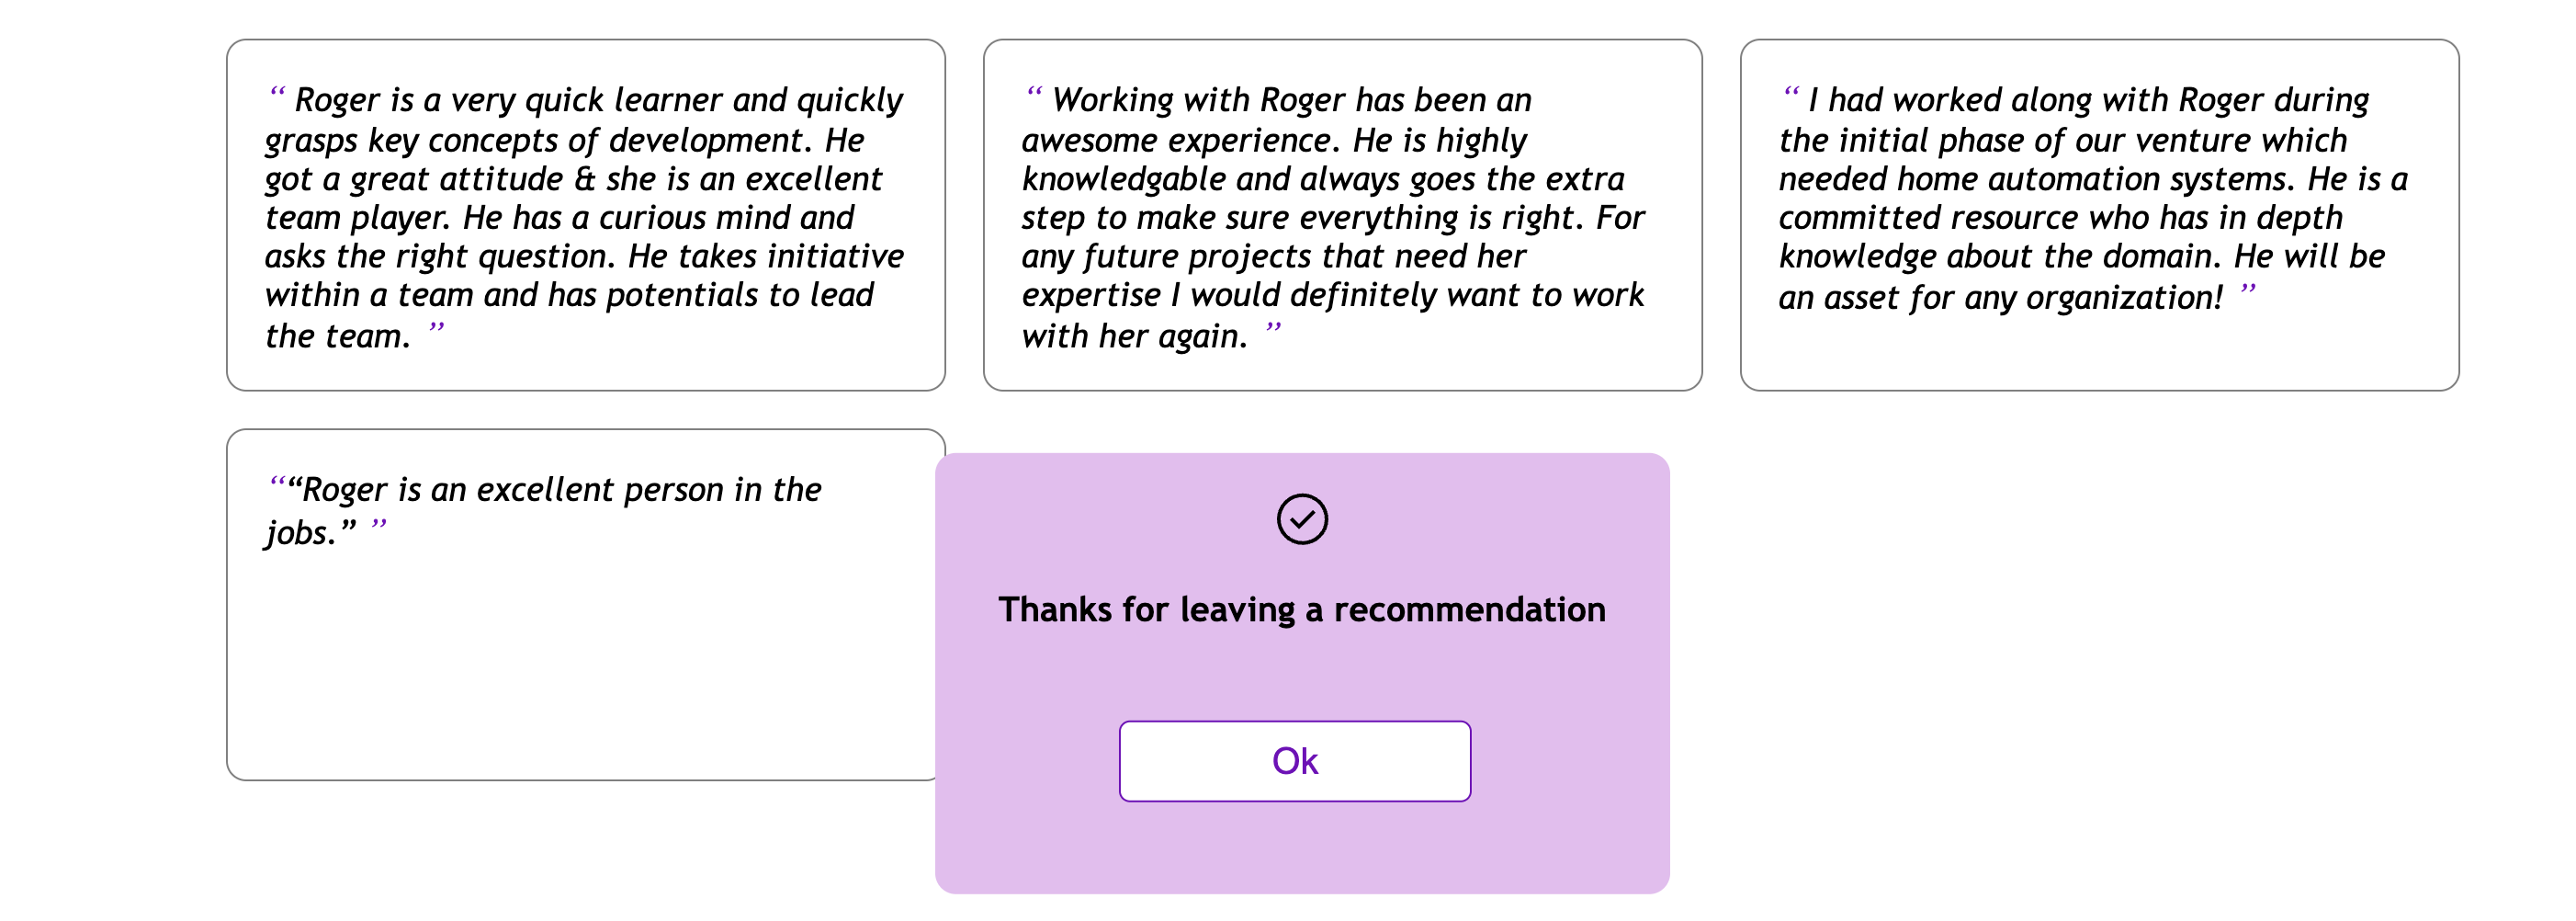 “ Roger is a very quick learner and quickly
grasps key concepts of development. He
got a great attitude & she is an excellent
team player. He has a curious mind and
asks the right question. He takes initiative
within a team and has potentials to lead
the team. ”
“ Working with Roger has been an
awesome experience. He is highly
knowledgable and always goes the extra
step to make sure everything is right. For
any future projects that need her
expertise I would definitely want to work
with her again. ”
“ I had worked along with Roger during
the initial phase of our venture which
needed home automation systems. He is a
committed resource who has in depth
knowledge about the domain. He will be
an asset for any organization! ”
““Roger is an excellent person in the
jobs.” ”
Thanks for leaving a recommendation
Ok